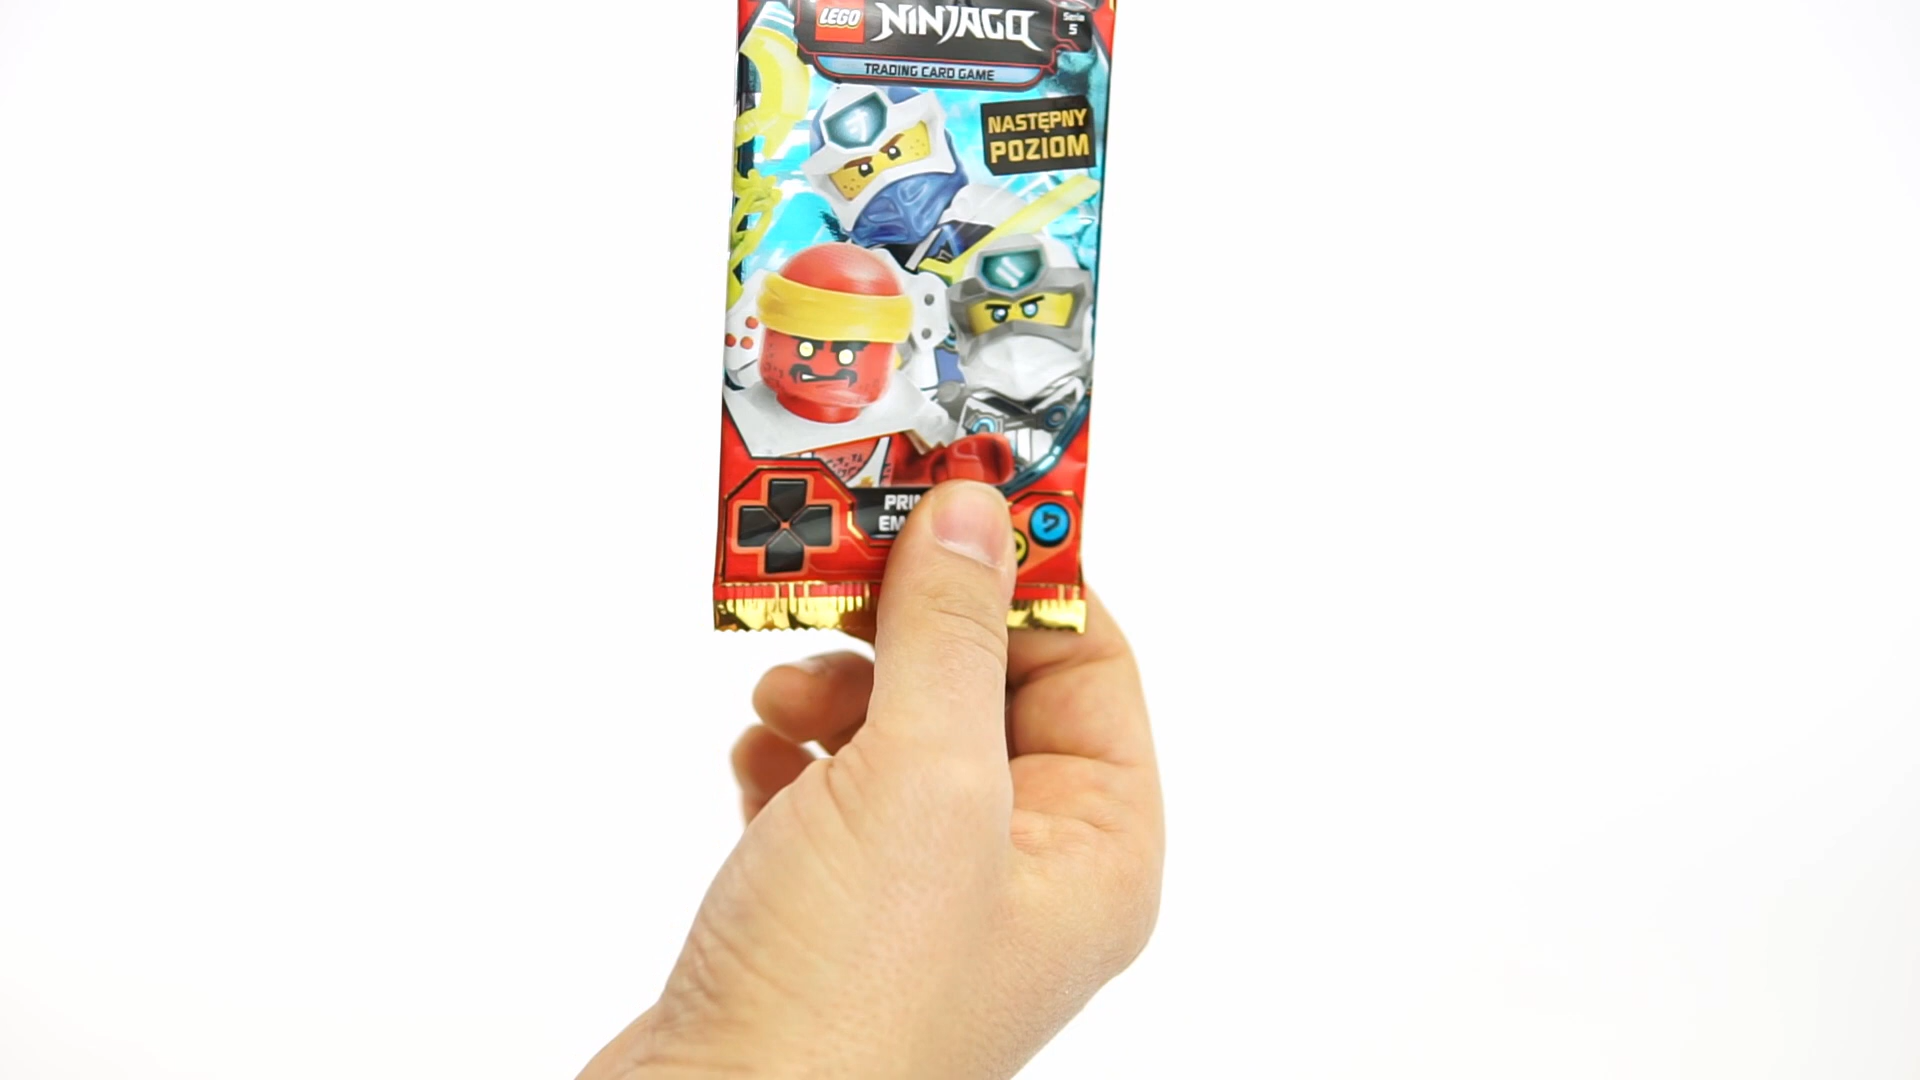 LEGO NINJAGO
Seria
5
TRADING CARD GAME
NASTĘPNY
POZIOM